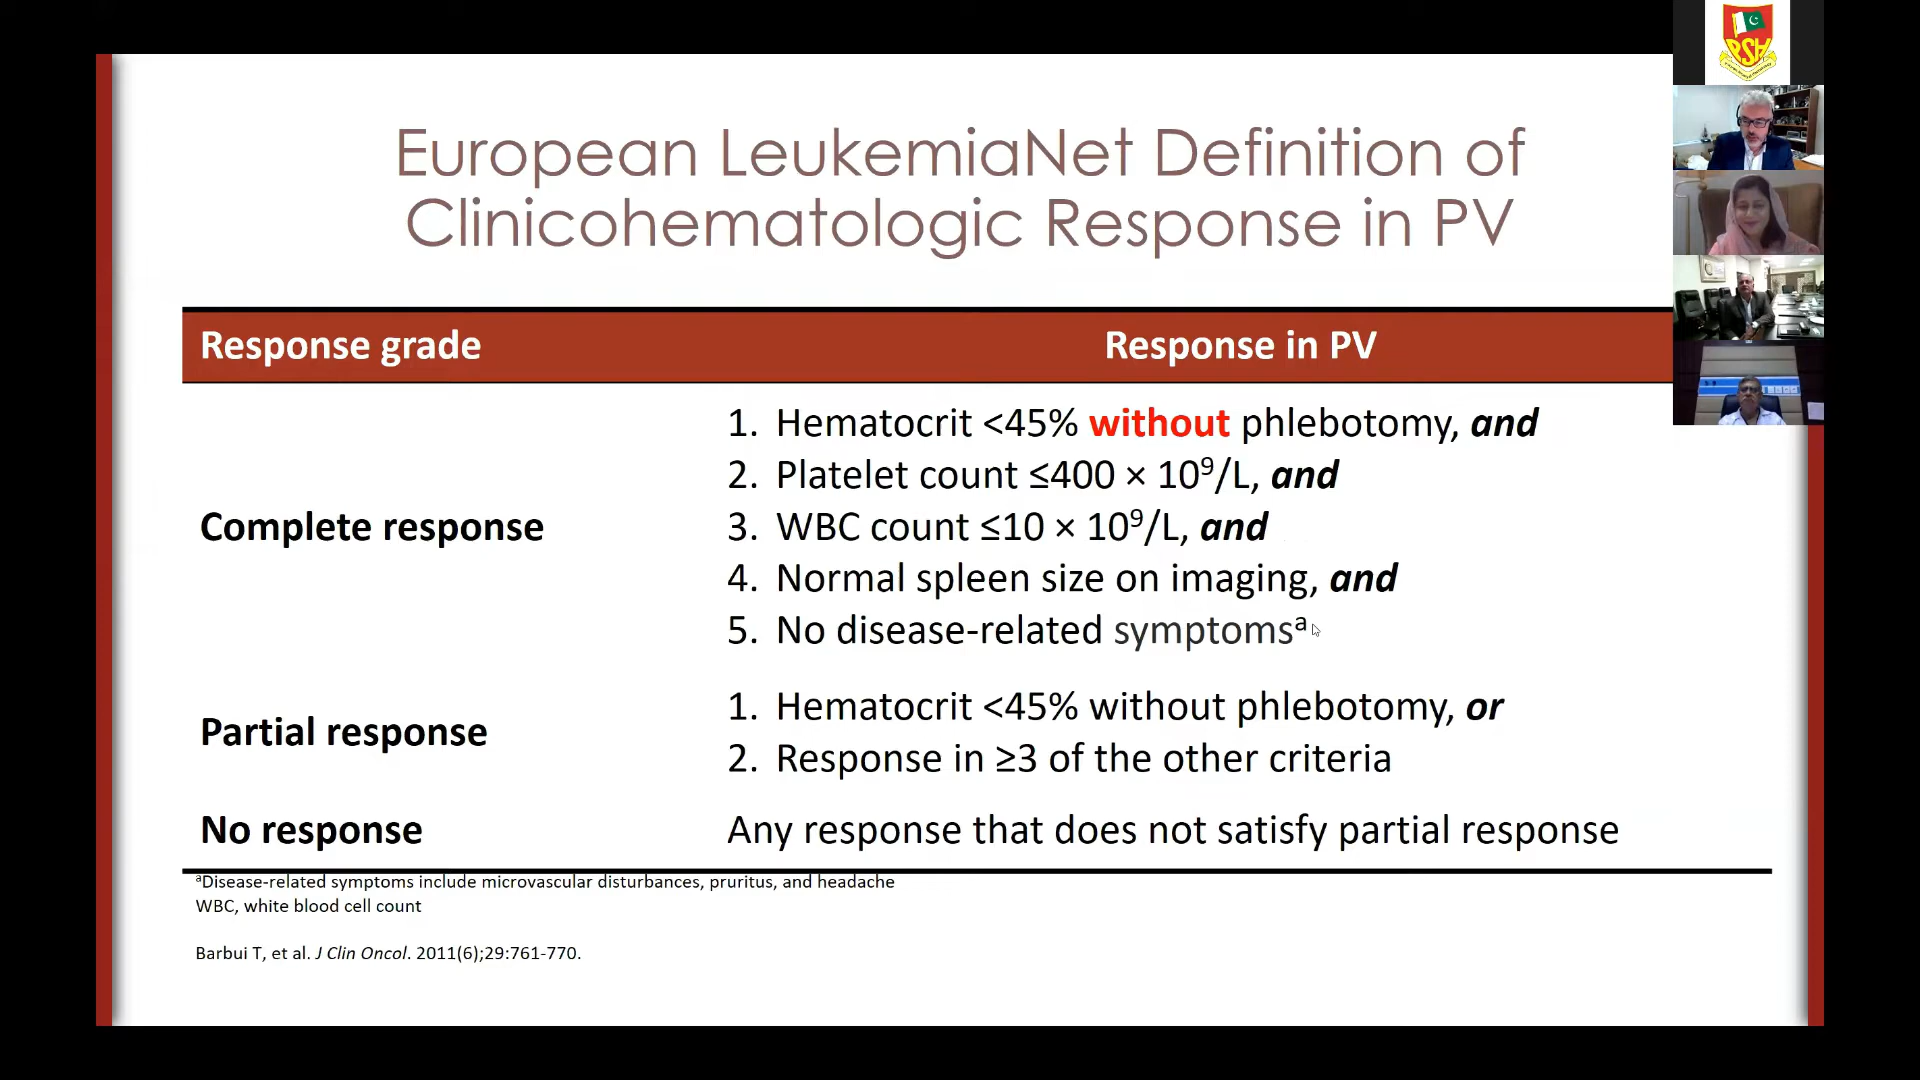 PSH
European LeukemiaNet Definition of
Clinicohematologic Response in PV
Response grade
Response in PV
Complete response
1. Hematocrit <45% without phlebotomy, and
2. Platelet count ≤400 × 10⁹/L, and
3. WBC count ≤10 × 10⁹/L, and
4. Normal spleen size on imaging, and
5. No disease-related symptomsᵃ
Partial response
1. Hematocrit <45% without phlebotomy, or
2. Response in ≥3 of the other criteria
No response
Any response that does not satisfy partial response
ᵃDisease-related symptoms include microvascular disturbances, pruritus, and headache
WBC, white blood cell count
Barbui T, et al. J Clin Oncol. 2011(6);29:761-770.